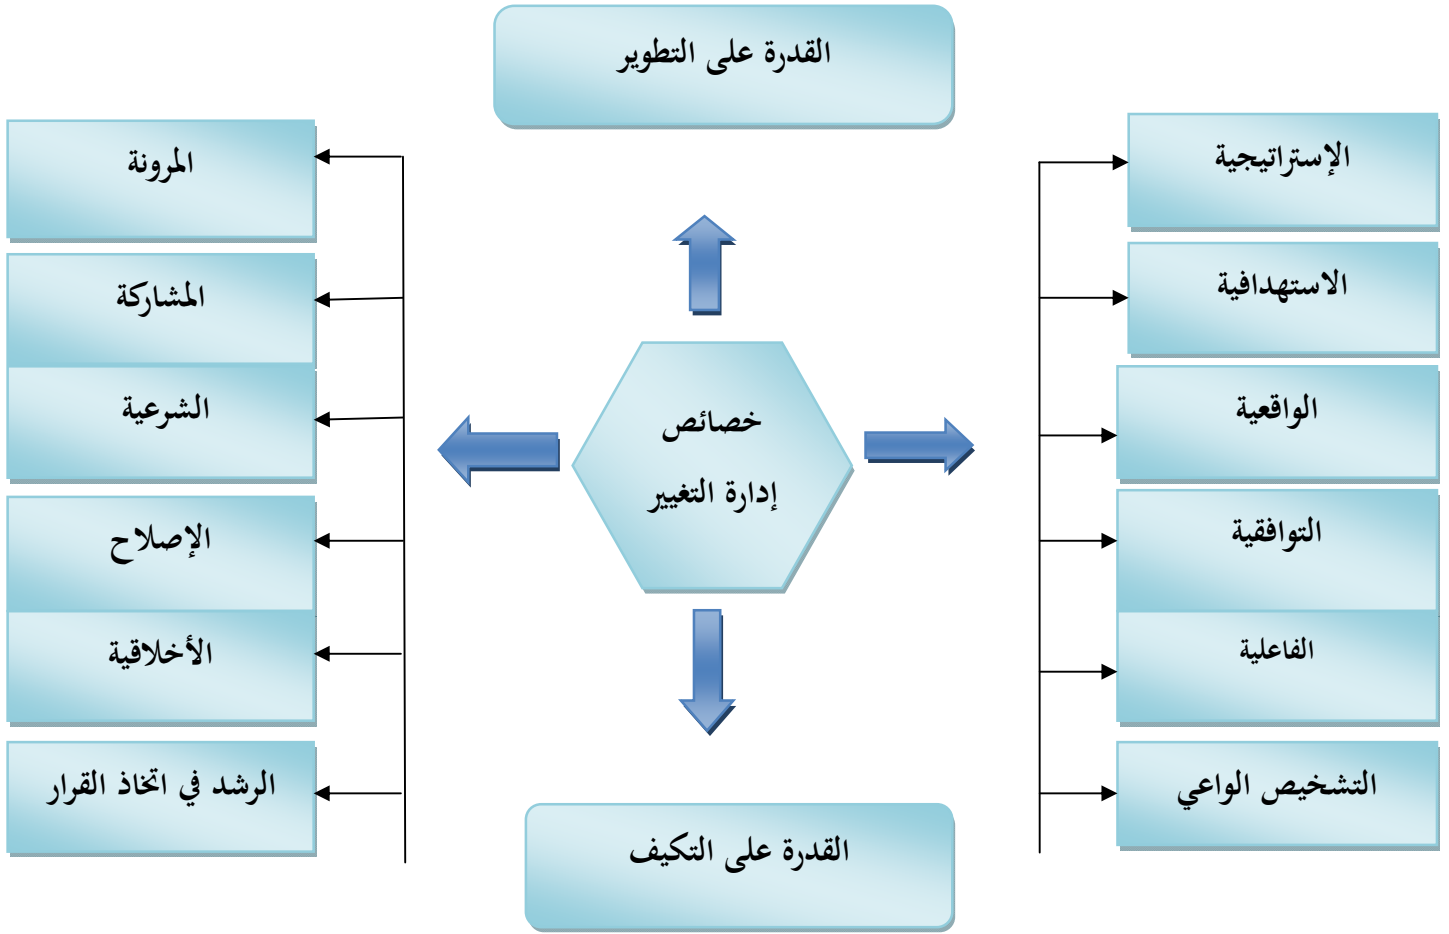 القدرة على التطوير
الإستراتيجية
الاستهدافية
الواقعية
التوافقية
الفاعلية
التشخيص الواعي
خصائص
إدارة التغيير
المرونة
المشاركة
الشرعية
الإصلاح
الأخلاقية
الرشد في اتخاذ القرار
القدرة على التكيف